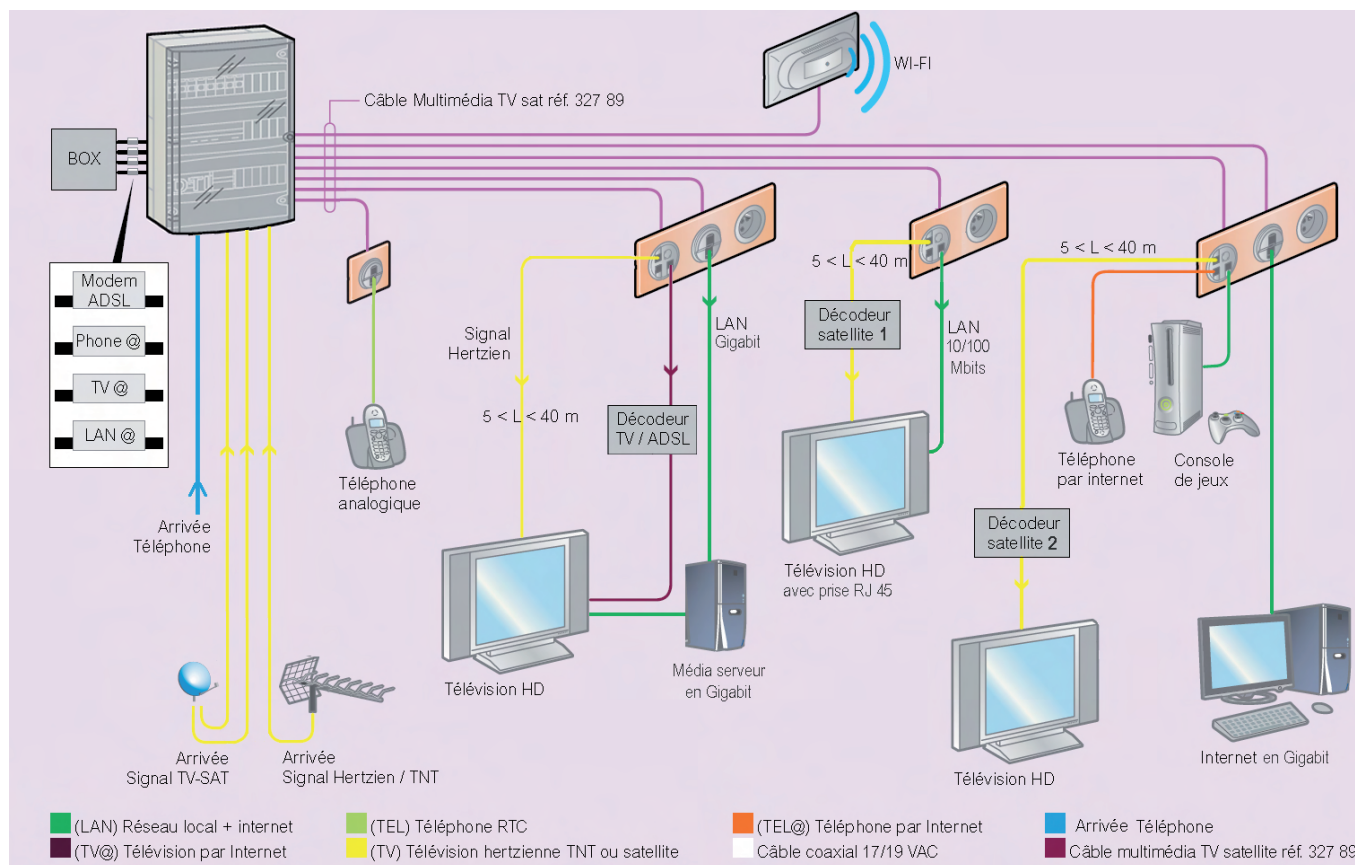 WI-FI
Câble Multimédia TV sat réf. 327 89
BOX
Modem
ADSL
Phone @
TV @
LAN @
Arrivée
Téléphone
Téléphone
analogique
Signal
Hertzien
5 < L < 40 m
Décodeur
TV / ADSL
LAN
Gigabit
5 < L < 40 m
Décodeur
satellite 1
LAN
10/100
Mbits
5 < L < 40 m
Téléphone
par internet
Console
de jeux
Décodeur
satellite 2
Télévision HD
avec prise RJ 45
Télévision HD
Média serveur
en Gigabit
Télévision HD
Internet en Gigabit
Arrivée
Signal TV-SAT
Arrivée
Signal Hertzien / TNT
(LAN) Réseau local + internet
(TEL) Téléphone RTC
(TEL@) Téléphone par Internet
Arrivée Téléphone
(TV@) Télévision par Internet
(TV) Télévision hertzienne TNT ou satellite
Câble coaxial 17/19 VAC
Câble multimédia TV satellite réf. 327 89